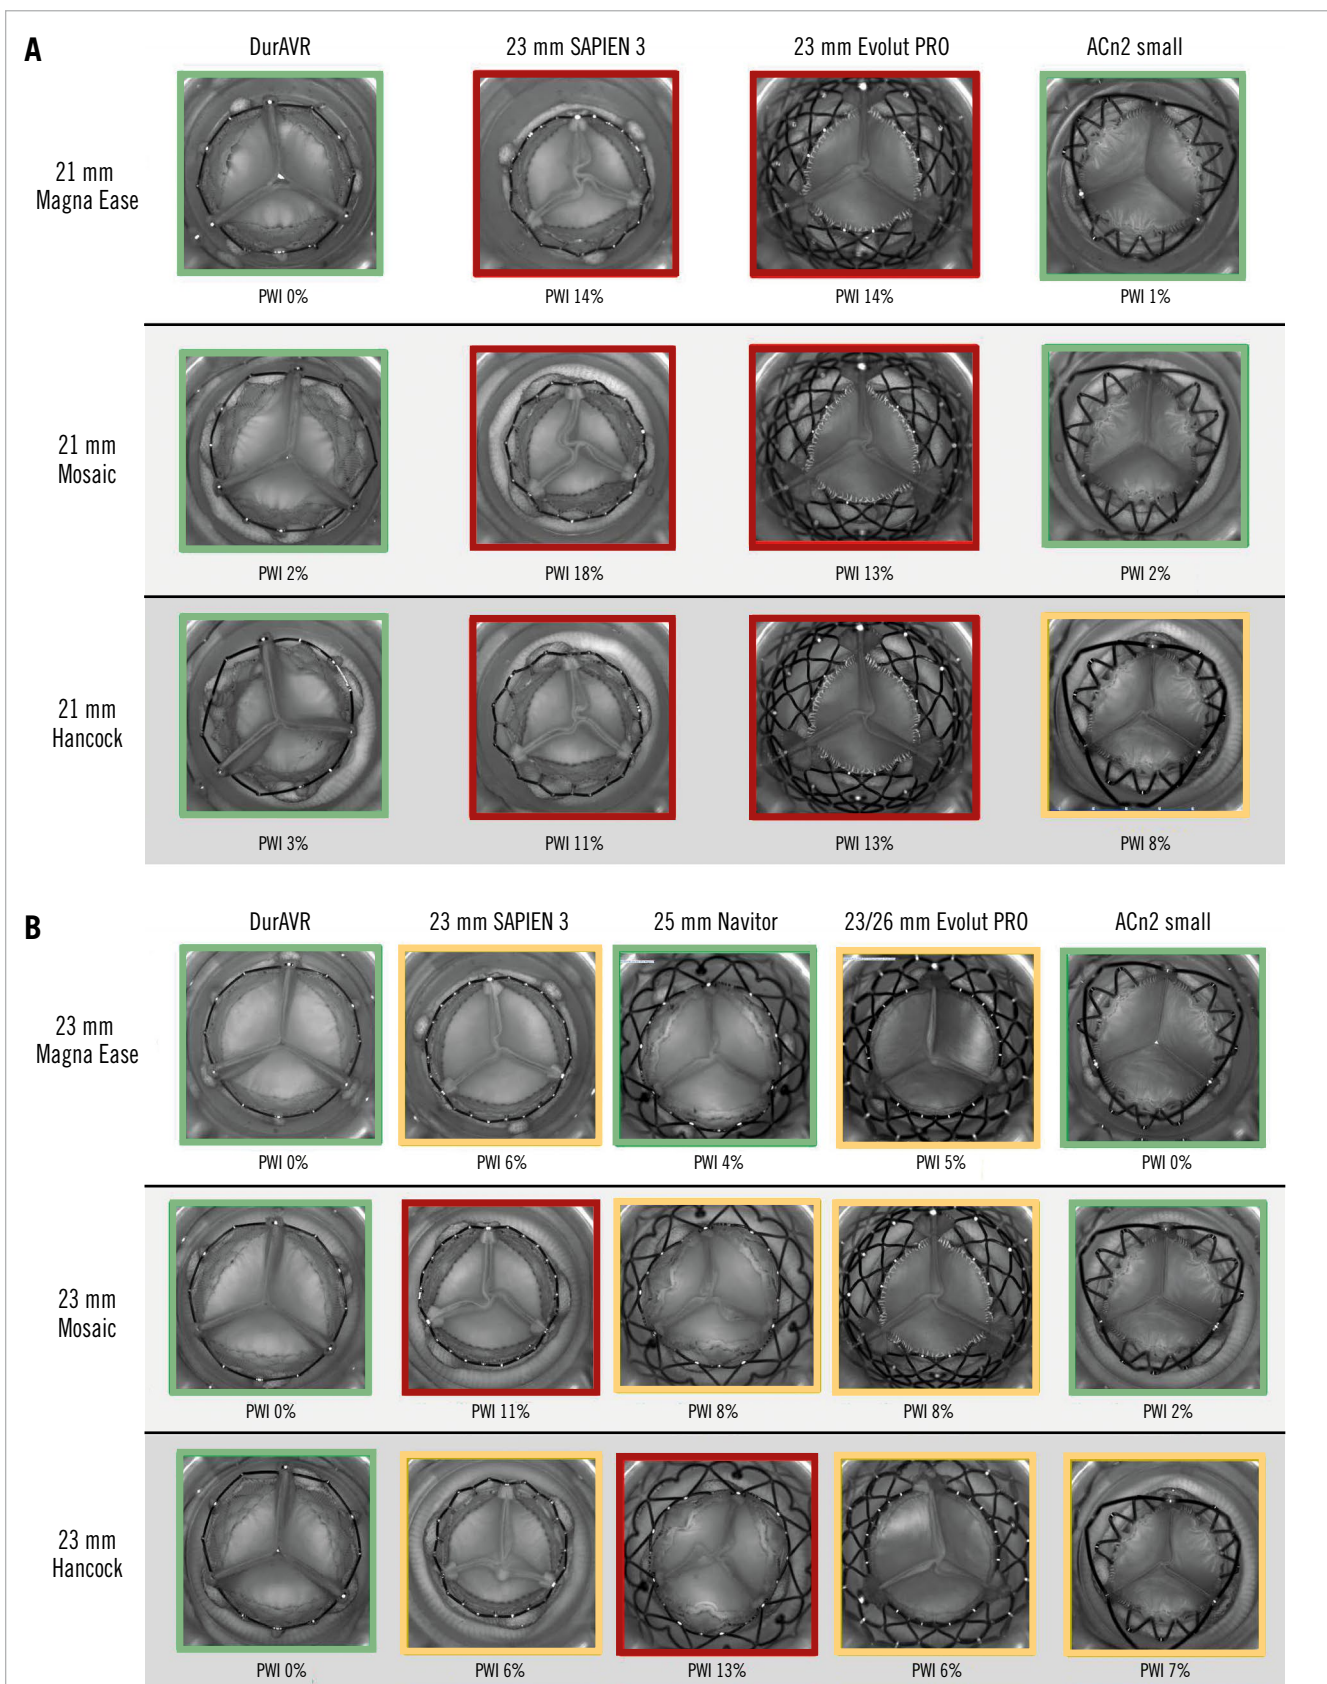 A
DurAVR
23 mm SAPIEN 3
23 mm Evolut PRO
ACn2 small
21 mm
Magna Ease
PWI 0%
PWI 14%
PWI 14%
PWI 1%
21 mm
Mosaic
PWI 2%
PWI 18%
PWI 13%
PWI 2%
21 mm
Hancock
PWI 3%
PWI 11%
PWI 13%
PWI 8%
B
DurAVR
23 mm SAPIEN 3
25 mm Navitor
23/26 mm Evolut PRO
ACn2 small
23 mm
Magna Ease
PWI 0%
PWI 6%
PWI 4%
PWI 5%
PWI 0%
23 mm
Mosaic
PWI 0%
PWI 11%
PWI 8%
PWI 8%
PWI 2%
23 mm
Hancock
PWI 0%
PWI 6%
PWI 13%
PWI 6%
PWI 7%